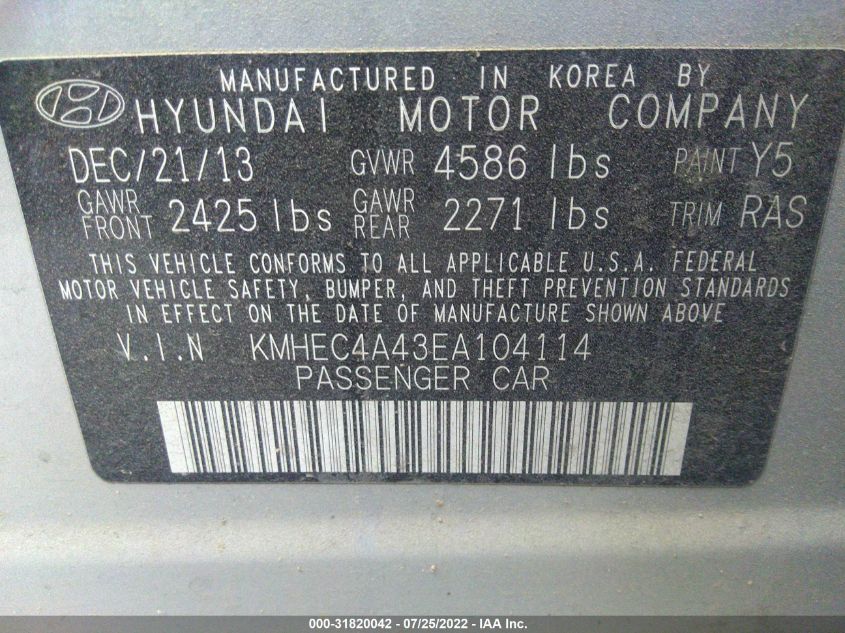 MANUFACTURED IN KOREA BY
HYUNDAI MOTOR COMPANY
DEC/21/13 GVWR 4586 lbs PAINT Y5
GAWR FRONT 2425 lbs GAWR REAR 2271 lbs TRIM RAS
THIS VEHICLE CONFORMS TO ALL APPLICABLE U.S.A. FEDERAL
MOTOR VEHICLE SAFETY, BUMPER, AND THEFT PREVENTION STANDARDS
IN EFFECT ON THE DATE OF MANUFACTURE SHOWN ABOVE
V.I.N KMHEC4A43EA104114
PASSENGER CAR
000-31820042 - 07/25/2022 - IAA Inc.